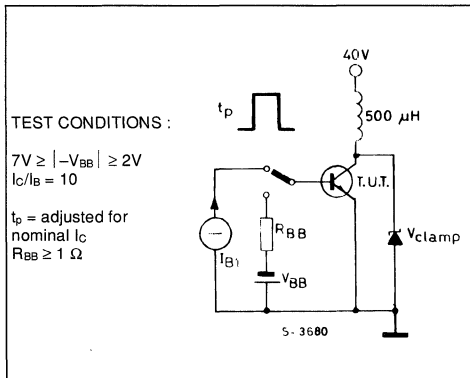 TEST CONDITIONS :
7V ≥ |–VBB| ≥ 2V
IC/IB = 10
tp = adjusted for
nominal IC
RBB ≥ 1 Ω
tp
40V
500 µH
T.U.T.
Vclamp
RBB
IB1
VBB
S-3680